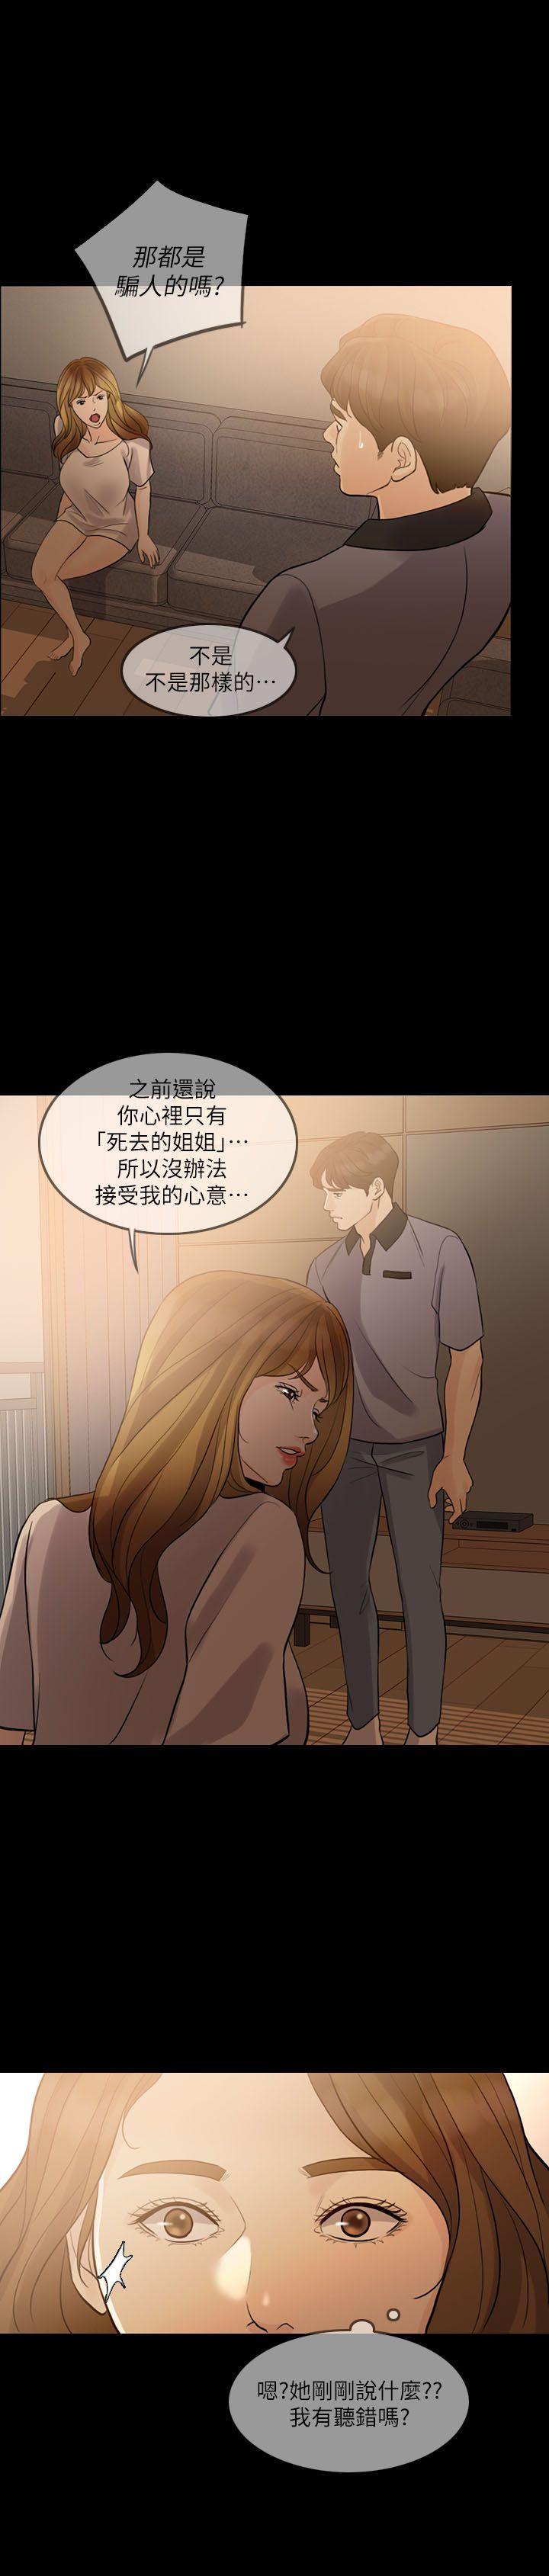 那都是
騙人的嗎?
不是
不是那樣的…
之前還說
你心裡只有
「死去的姐姐」…
所以沒辦法
接受我的心意…
嗯?她剛剛說什麼??
我有聽錯嗎?